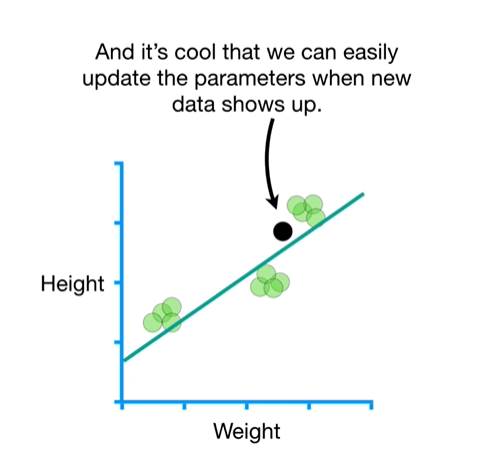 And it’s cool that we can easily
update the parameters when new
data shows up.
Height
Weight